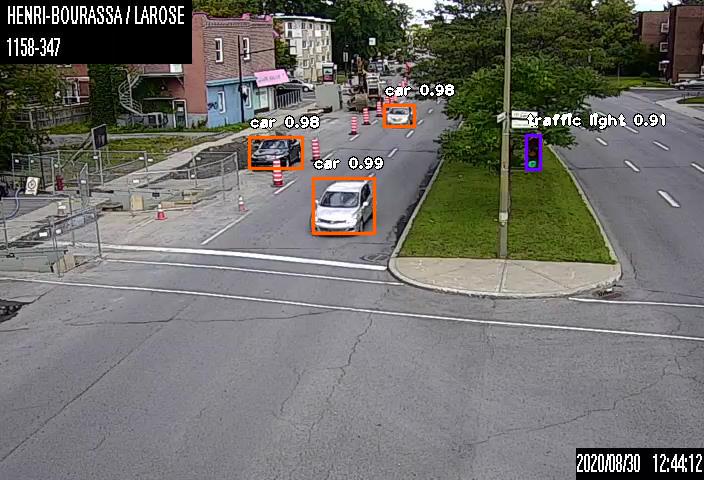 HENRI-BOURASSA / LAROSE
1158-347
car 0.98
car 0.98
traffic light 0.91
car 0.99
2020/08/30 12:44:12